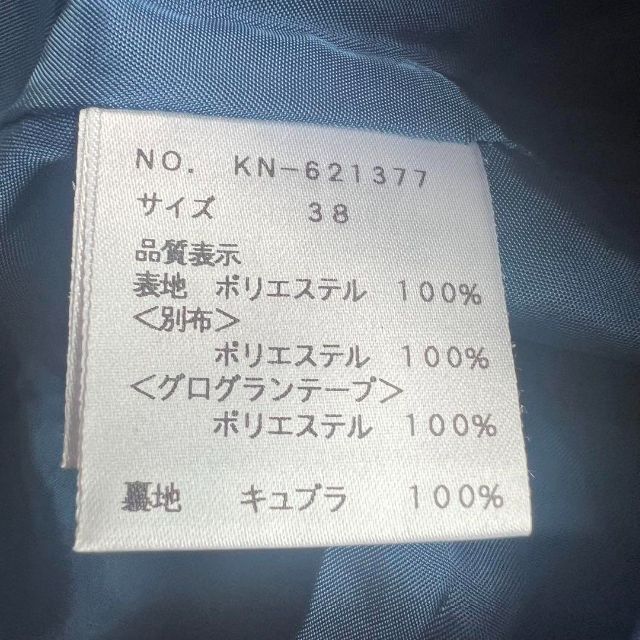 NO. KN-621377
サイズ 38
品質表示
表地 ポリエステル 100%
<別布>
ポリエステル 100%
<グログランテープ>
ポリエステル 100%
裏地 キュプラ 100%